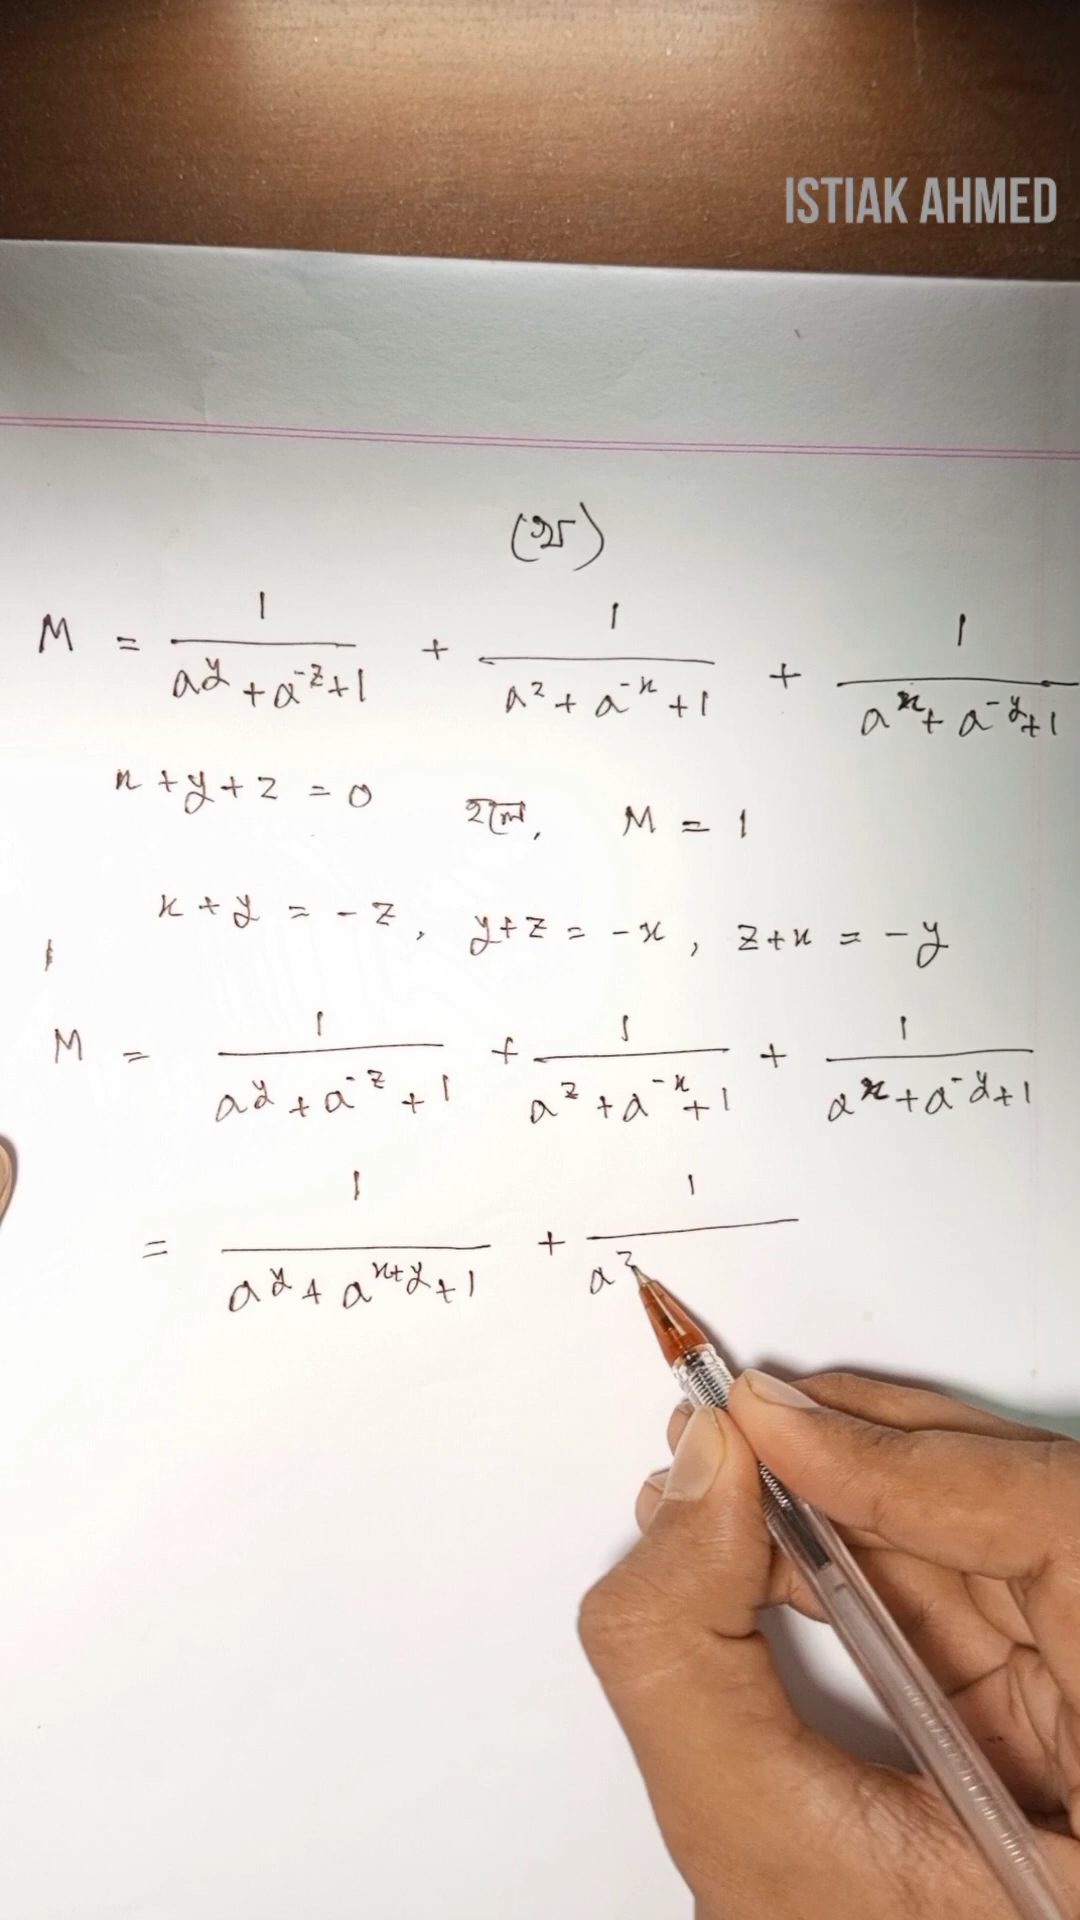 ISTIAK AHMED
(খ)
M = 1/(a^y + a^-z + 1) + 1/(a^z + a^-x + 1) + 1/(a^x + a^-y + 1)
x + y + z = 0 হলে, M = 1
x + y = -z, y + z = -x, z + x = -y
M = 1/(a^y + a^-z + 1) + 1/(a^z + a^-x + 1) + 1/(a^x + a^-y + 1)
= 1/(a^y + a^x+y + 1) + 1/(a^z